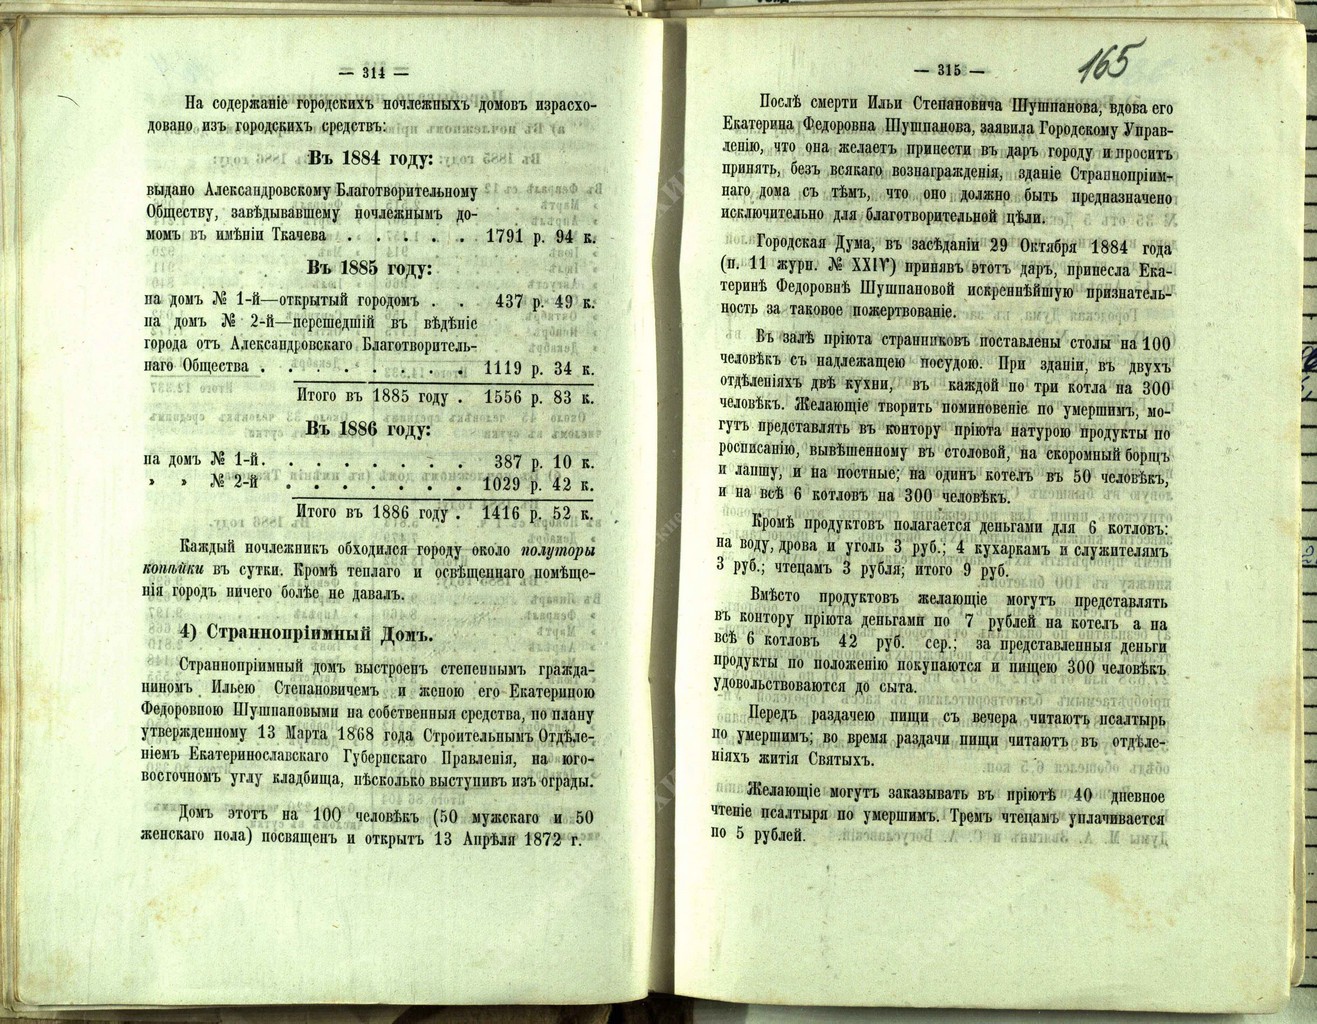 — 314 —
На содержаніе городскихъ ночлежныхъ домовъ израсхо-
довано изъ городскихъ средствъ:
Въ 1884 году:
выдано Александровскому Благотворительному
Обществу, завѣдывавшему ночлежнымъ до-
момъ въ имѣніи Ткачева . . . . . 1791 р. 94 к.
Въ 1885 году:
на домъ № 1-й—открытый городомъ . . 437 р. 49 к.
на домъ № 2-й—перешедшій въ вѣдѣніе
города отъ Александровскаго Благотворитель-
наго Общества . . . . . . . . 1119 р. 34 к.
Итого въ 1885 году . 1556 р. 83 к.
Въ 1886 году:
на домъ № 1-й. . . . . . . . 387 р. 10 к.
» » № 2-й . . . . . . . 1029 р. 42 к.
Итого въ 1886 году . 1416 р. 52 к.
Каждый ночлежникъ обходился городу около полуторы
копѣйки въ сутки. Кромѣ теплаго и освѣщеннаго помѣще-
нія городъ ничего болѣе не давалъ.
4) Страннопріимный Домъ.
Страннопріимный домъ выстроенъ степеннымъ гражда-
ниномъ Ильею Степановичемъ и женою его Екатериною
Федоровною Шушпановыми на собственныя средства, по плану
утвержденному 13 Марта 1868 года Строительнымъ Отдѣле-
ніемъ Екатеринославскаго Губернскаго Правленія, на юго-
восточномъ углу кладбища, нѣсколько выступивъ изъ ограды.
Домъ этотъ на 100 человѣкъ (50 мужскаго и 50
женскаго пола) посвященъ и открытъ 13 Апрѣля 1872 г.
— 315 —
165
Послѣ смерти Ильи Степановича Шушпанова, вдова его
Екатерина Федоровна Шушпанова, заявила Городскому Управ-
ленію, что она желаетъ принести въ даръ городу и проситъ
принять, безъ всякаго вознагражденія, зданіе Страннопріим-
наго дома съ тѣмъ, что оно должно быть предназначено
исключительно для благотворительной цѣли.
Городская Дума, въ засѣданіи 29 Октября 1884 года
(п. 11 журн. № XXIV) принявъ этотъ даръ, принесла Ека-
теринѣ Федоровнѣ Шушпановой искреннѣйшую признатель-
ность за таковое пожертвованіе.
Въ залѣ пріюта странниковъ поставлены столы на 100
человѣкъ съ надлежащею посудою. При зданіи, въ двухъ
отдѣленіяхъ двѣ кухни, въ каждой по три котла на 300
человѣкъ. Желающіе творить поминовеніе по умершимъ, мо-
гутъ представлять въ контору пріюта натурою продукты по
росписанію, вывѣшенному въ столовой, на скоромный борщъ
и лапшу, и на постные; на одинъ котелъ въ 50 человѣкъ,
и на всѣ 6 котловъ на 300 человѣкъ.
Кромѣ продуктовъ полагается деньгами для 6 котловъ:
на воду, дрова и уголь 3 руб.; 4 кухаркамъ и служителямъ
3 руб.; чтецамъ 3 рубля; итого 9 руб.
Вмѣсто продуктовъ желающіе могутъ представлять
въ контору пріюта деньгами по 7 рублей на котелъ а на
всѣ 6 котловъ 42 руб. сер.; за представленныя деньги
продукты по положенію покупаются и пищею 300 человѣкъ
удовольствоваются до сыта.
Передъ раздачею пищи съ вечера читаютъ псалтырь
по умершимъ; во время раздачи пищи читаютъ въ отдѣле-
ніяхъ житія Святыхъ.
Желающіе могутъ заказывать въ пріютѣ 40 дневное
чтеніе псалтыря по умершимъ. Тремъ чтецамъ уплачивается
по 5 рублей.